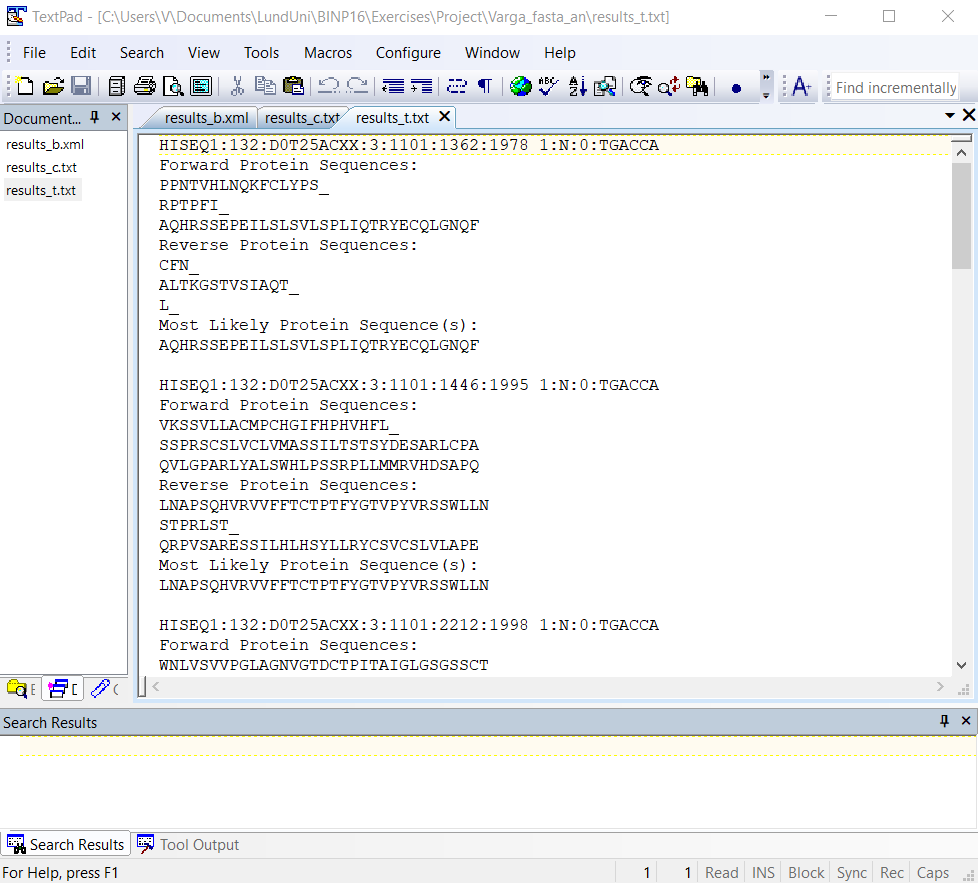 TextPad - [C:\Users\V\Documents\LundUni\BINP16\Exercises\Project\Varga_fasta_an\results_t.txt]
File Edit Search View Tools Macros Configure Window Help
Find incrementally
Document...
results_b.xml
results_c.txt
results_t.txt
results_b.xml results_c.txt results_t.txt
HISEQ1:132:D0T25ACXX:3:1101:1362:1978 1:N:0:TGACCA
Forward Protein Sequences:
PPNTVHLNQKFCLYPS_
RPTPFI_
AQHRSSEPEILSLSVLSPLIQTRYECQLGNQF
Reverse Protein Sequences:
CFN_
ALTKGSTVSIAQT_
L_
Most Likely Protein Sequence(s):
AQHRSSEPEILSLSVLSPLIQTRYECQLGNQF
HISEQ1:132:D0T25ACXX:3:1101:1446:1995 1:N:0:TGACCA
Forward Protein Sequences:
VKSSVLLACMPCHGIFHPHVHFL_
SSPRSCSLVCLVMASSILTSTSYDESARLCPA
QVLGPARLYALSWHLPSSRPLLMMRVHDSAPQ
Reverse Protein Sequences:
LNAPSQHVRVVFFTCTPTFYGTVPYVRSSWLLN
STPRLST_
QRPVSARESSILHLHSYLLRYCSVCSLVLAPE
Most Likely Protein Sequence(s):
LNAPSQHVRVVFFTCTPTFYGTVPYVRSSWLLN
HISEQ1:132:D0T25ACXX:3:1101:2212:1998 1:N:0:TGACCA
Forward Protein Sequences:
WNLVSVVPGLAGNVGTDCTPITAIGLGSGSSCT
Search Results
Search Results Tool Output
For Help, press F1
1 1 Read INS Block Sync Rec Caps